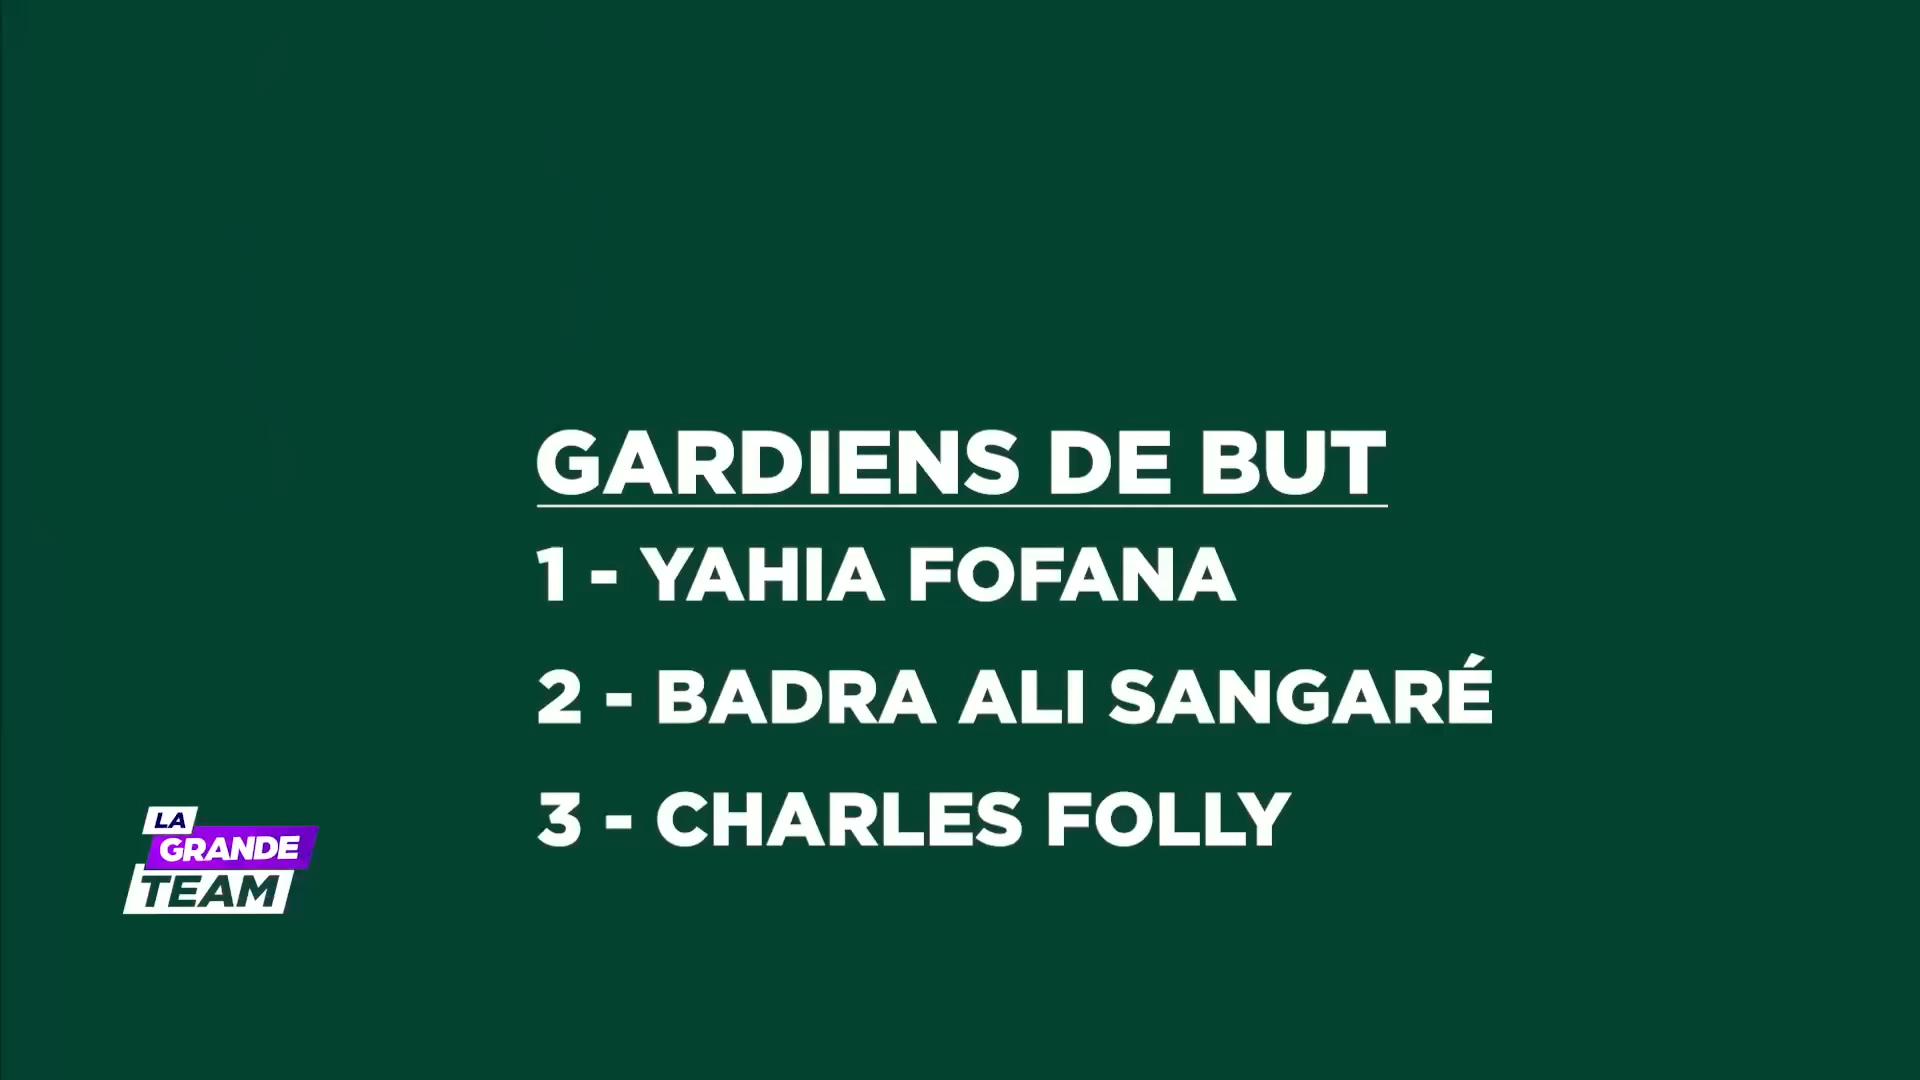 GARDIENS DE BUT
1 - YAHIA FOFANA
2 - BADRA ALI SANGARÉ
3 - CHARLES FOLLY
LA
GRANDE
TEAM